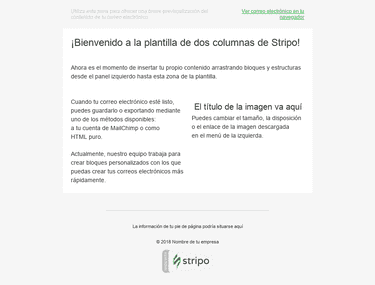 Utilice esta zona para ofrecer una breve previsualización del
contenido de tu correo electrónico
Ver correo electrónico en tu
navegador
¡Bienvenido a la plantilla de dos columnas de Stripo!
Ahora es el momento de insertar tu propio contenido arrastrando bloques y estructuras
desde el panel izquierdo hasta esta zona de la plantilla.
Cuando tu correo electrónico esté listo,
puedes guardarlo o exportarlo mediante
uno de los métodos disponibles:
a tu cuenta de MailChimp o como
HTML puro.
Actualmente, nuestro equipo trabaja para
crear bloques personalizados con los que
puedas crear tus correos electrónicos más
rápidamente.
El título de la imagen va aquí
Puedes cambiar el tamaño, la disposición
o el enlace de la imagen descargada
en el menú de la izquierda.
La información de tu pie de página podría situarse aquí
© 2018 Nombre de tu empresa
stripo